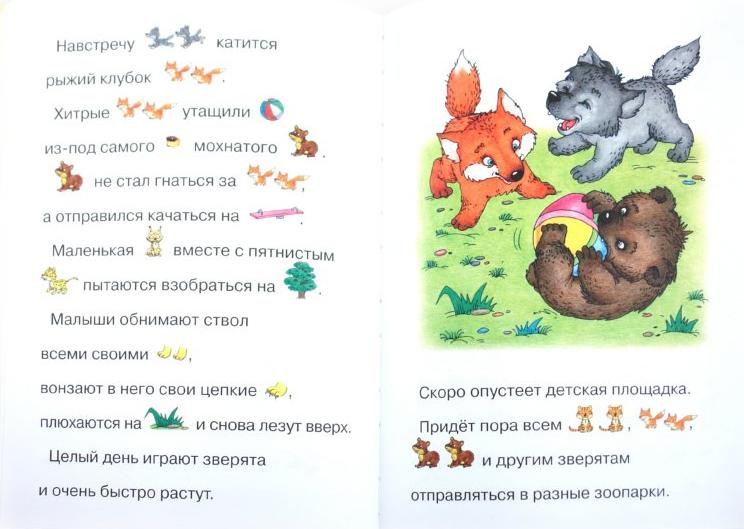 Навстречу катится
рыжий клубок .
Хитрые утащили
из-под самого мохнатого .
не стал гнаться за ,
а отправился качаться на .
Маленькая вместе с пятнистым
пытаются взобраться на .
Малыши обнимают ствол
всеми своими ,
вонзают в него свои цепкие ,
плюхаются на и снова лезут вверх.
Целый день играют зверята
и очень быстро растут.
Скоро опустеет детская площадка.
Придёт пора всем , ,
и другим зверятам
отправляться в разные зоопарки.